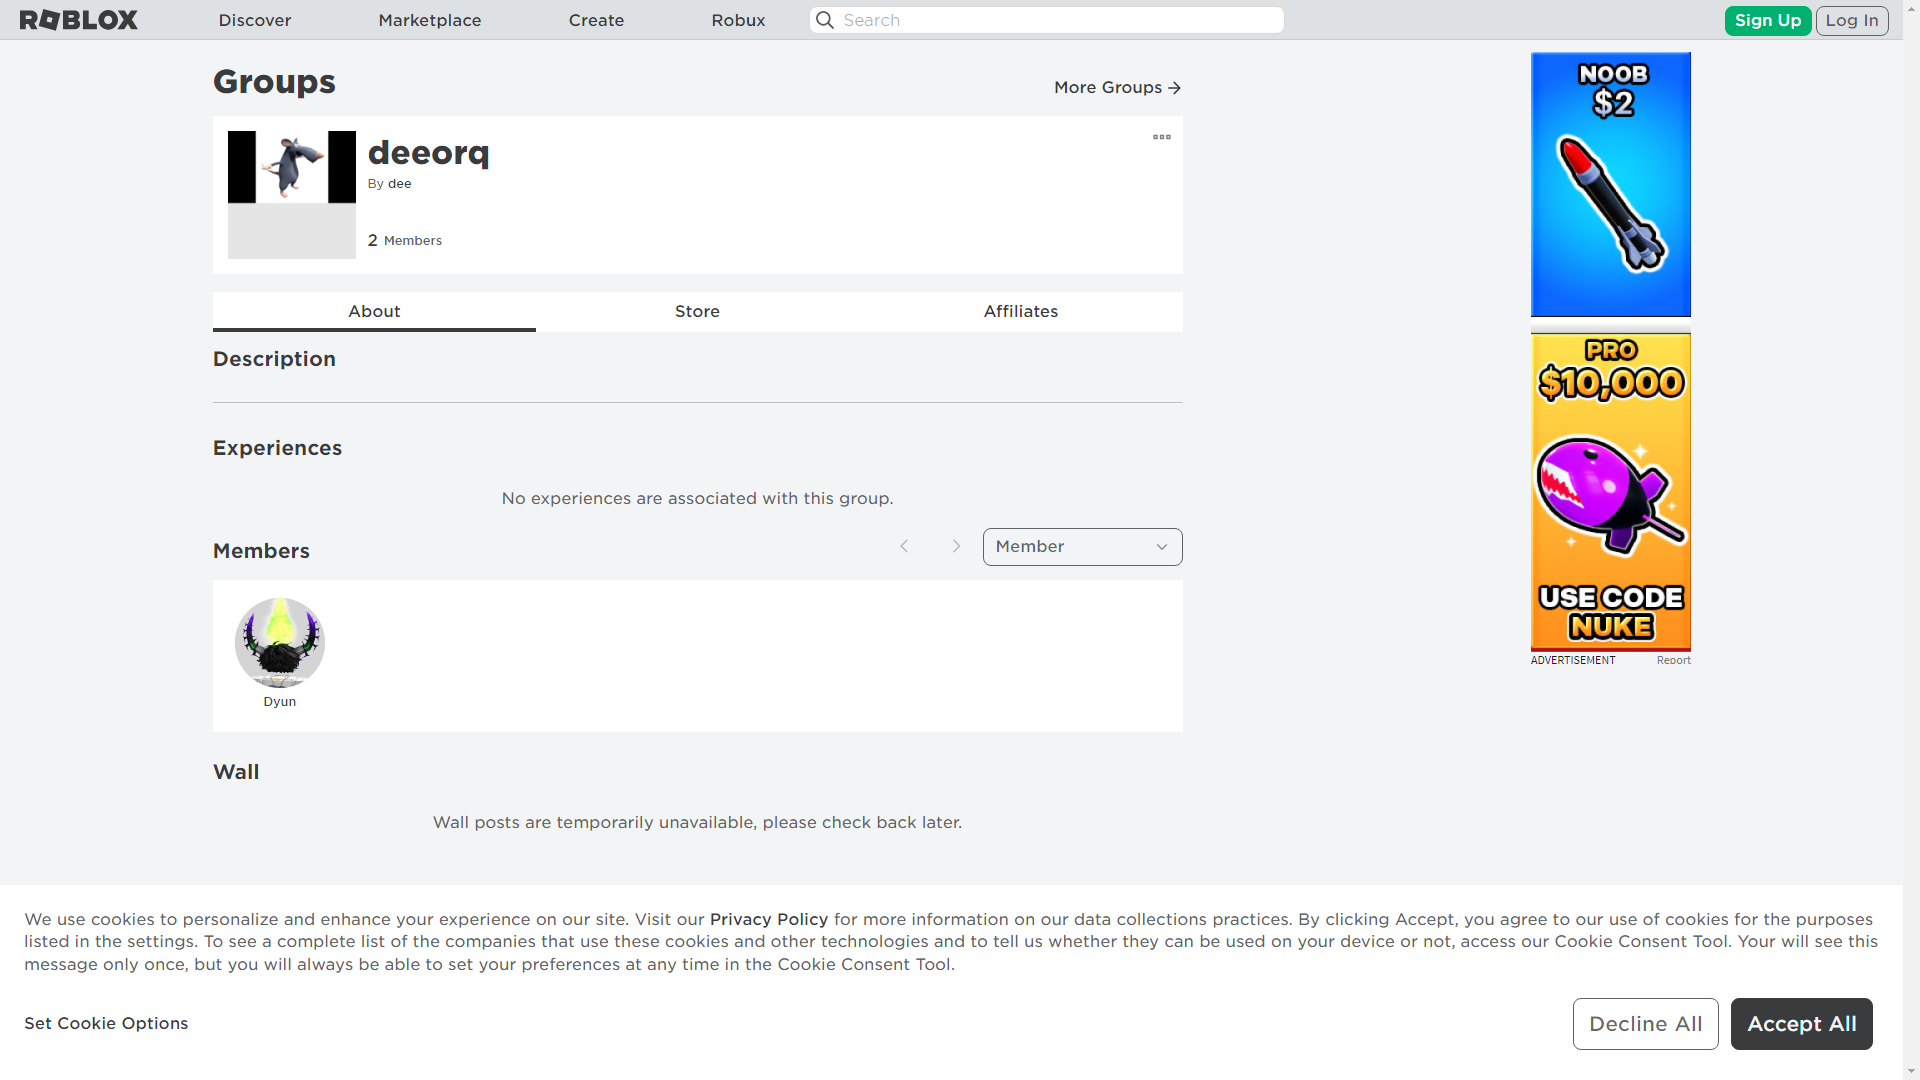 ROBLOX
Discover
Marketplace
Create
Robux
Search
Sign Up
Log In
Groups
More Groups
deeorq
By dee
2 Members
About
Store
Affiliates
Description
Experiences
No experiences are associated with this group.
Members
Member
Dyun
Wall
Wall posts are temporarily unavailable, please check back later.
NOOB
$2
PRO
$10,000
USE CODE
NUKE
ADVERTISEMENT
Report
We use cookies to personalize and enhance your experience on our site. Visit our Privacy Policy for more information on our data collections practices. By clicking Accept, you agree to our use of cookies for the purposes
listed in the settings. To see a complete list of the companies that use these cookies and other technologies and to tell us whether they can be used on your device or not, access our Cookie Consent Tool. Your will see this
message only once, but you will always be able to set your preferences at any time in the Cookie Consent Tool.
Set Cookie Options
Decline All
Accept All